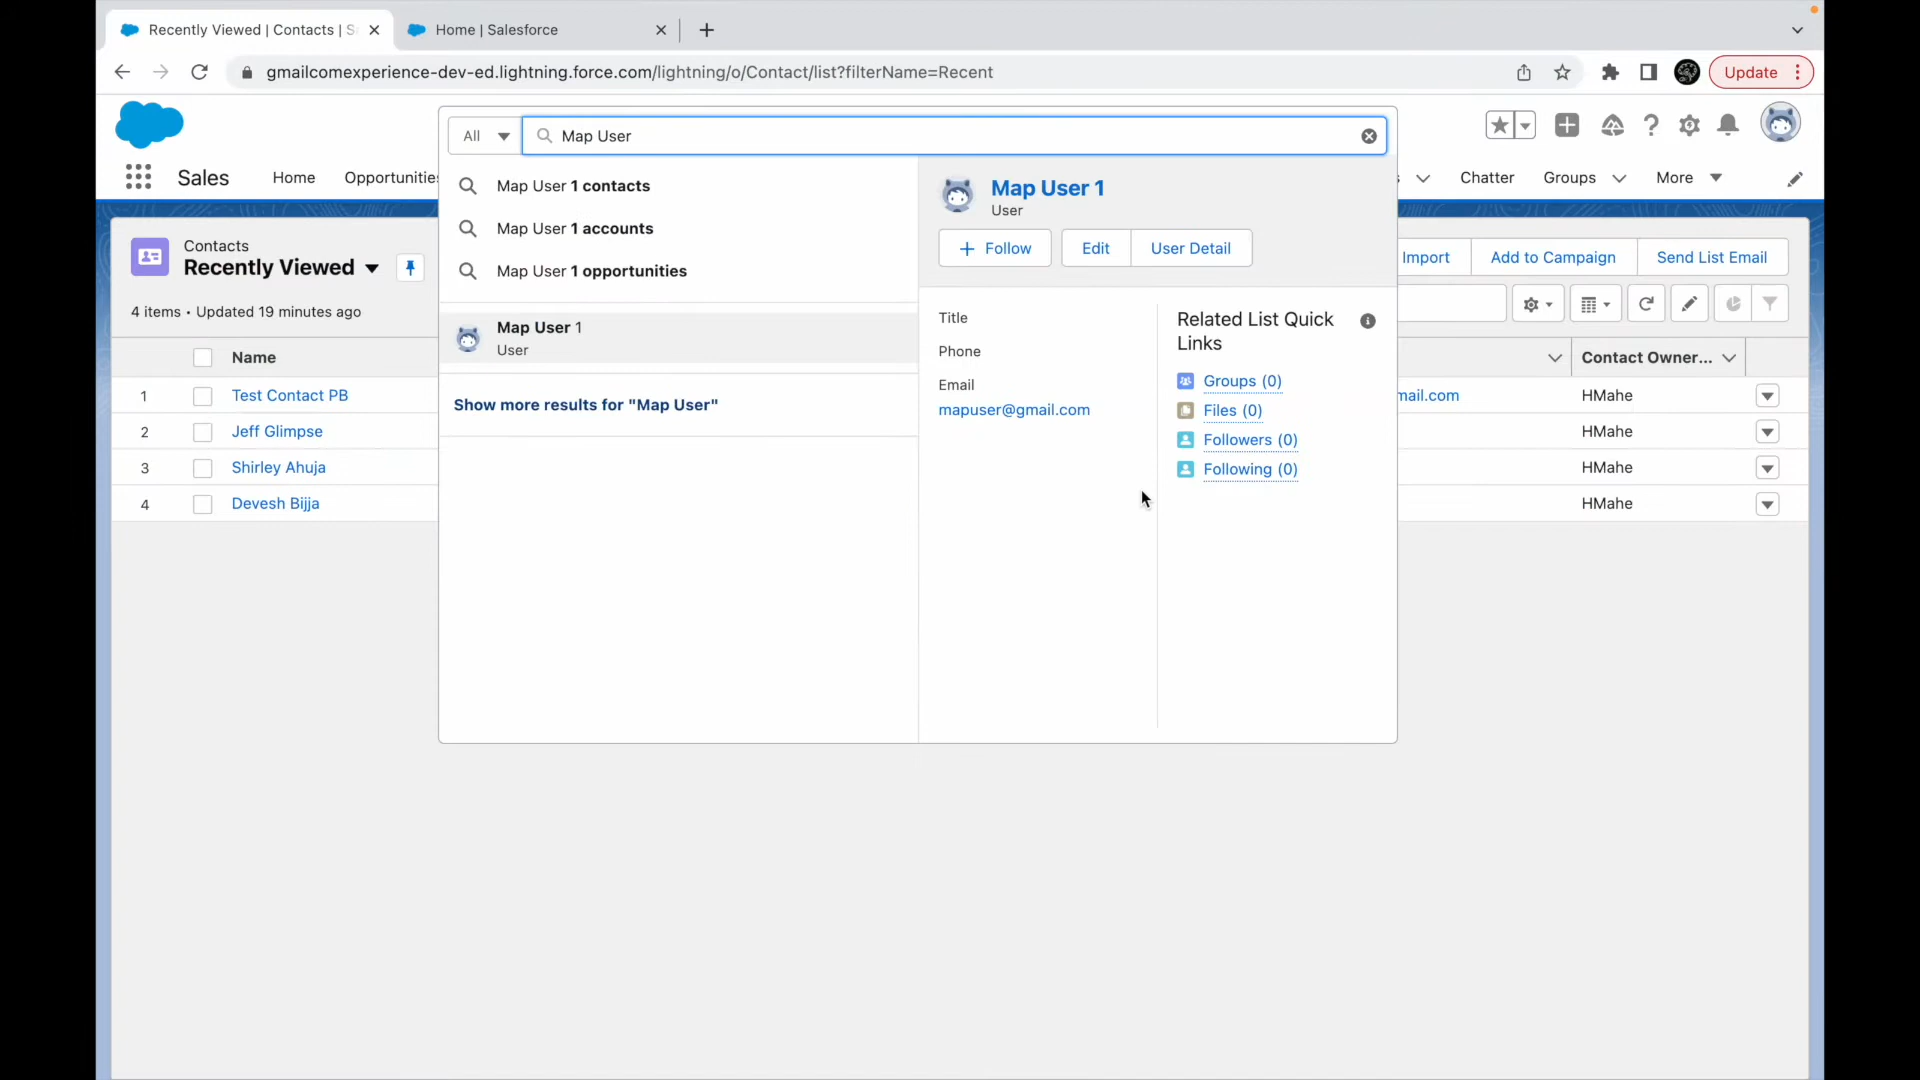 Recently Viewed | Contacts | S
Home | Salesforce
gmailcomexperience-dev-ed.lightning.force.com/lightning/o/Contact/list?filterName=Recent
Update
All
Map User
Sales
Home
Opportunities
Chatter
Groups
More
Map User 1 contacts
Map User 1 accounts
Map User 1 opportunities
Map User 1
User
Show more results for "Map User"
Map User 1
User
Follow
Edit
User Detail
Title
Phone
Email
mapuser@gmail.com
Related List Quick
Links
Groups (0)
Files (0)
Followers (0)
Following (0)
Contacts
Recently Viewed
4 items • Updated 19 minutes ago
Import
Add to Campaign
Send List Email
Name
Contact Owner...
1 Test Contact PB mail.com HMahe
2 Jeff Glimpse HMahe
3 Shirley Ahuja HMahe
4 Devesh Bijja HMahe